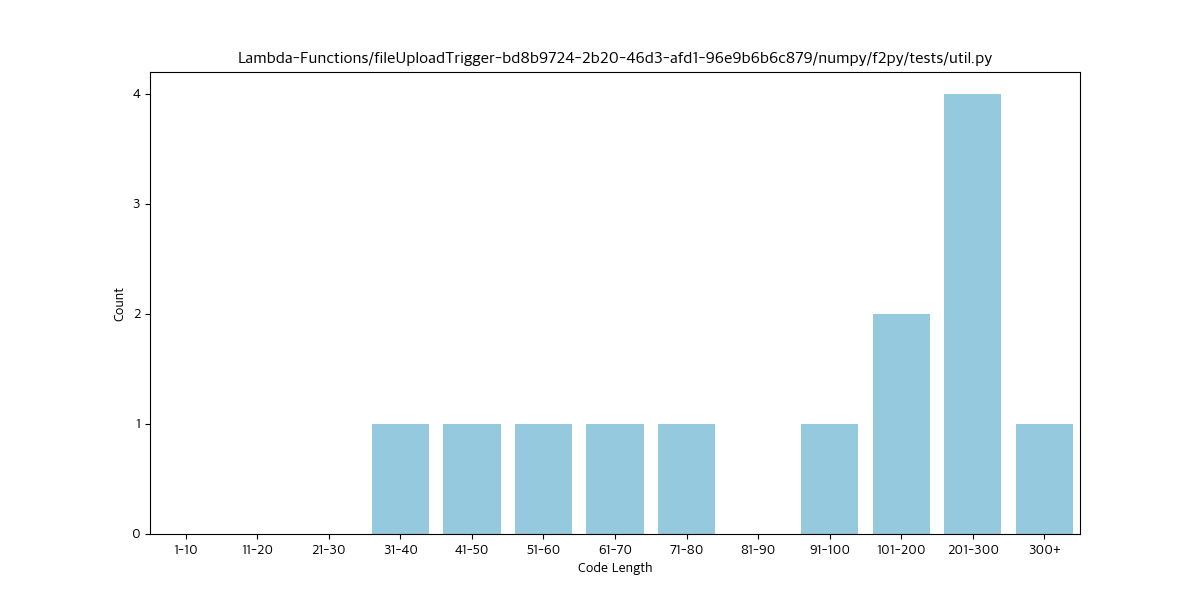 Lambda-Functions/fileUploadTrigger-bd8b9724-2b20-46d3-afd1-96e9b6b6c879/numpy/f2py/tests/util.py
4
3
Count
2
1
0
1-10 11-20 21-30 31-40 41-50 51-60 61-70 71-80 81-90 91-100 101-200 201-300 300+
Code Length